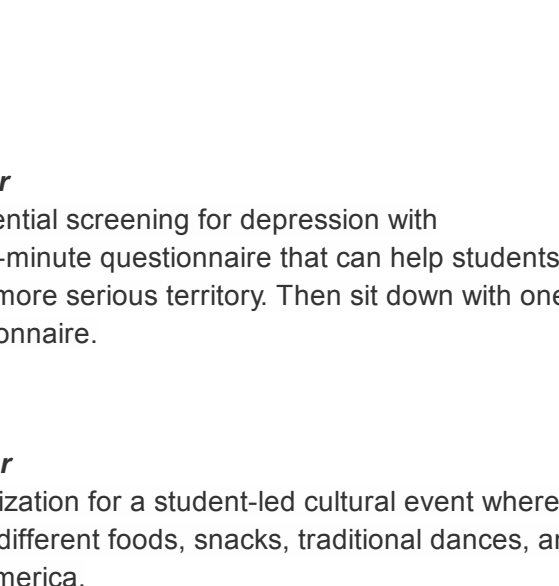 r
ential screening for depression with
-minute questionnaire that can help students
more serious territory. Then sit down with one
onnaire.
r
ization for a student-led cultural event where
different foods, snacks, traditional dances, an
merica.